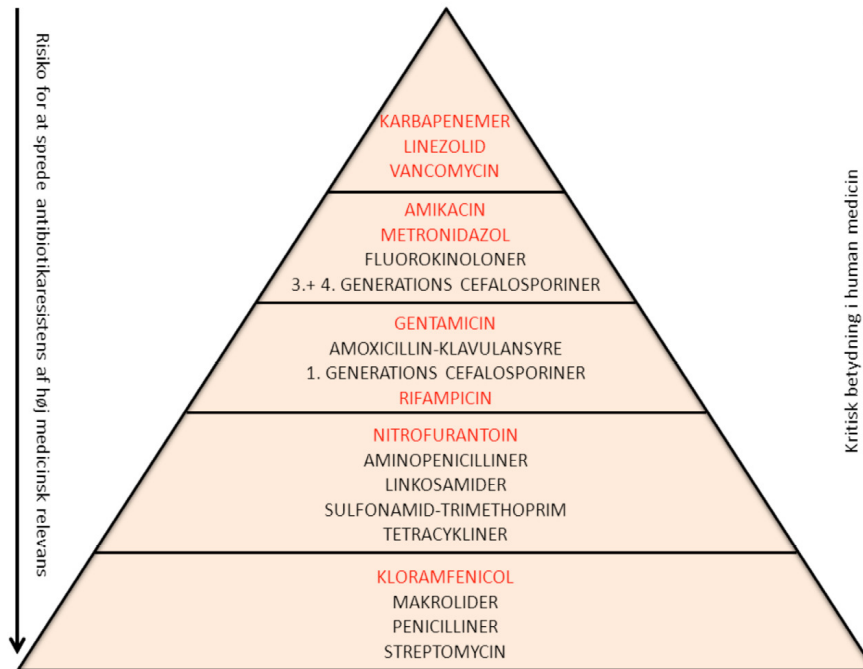 Risiko for at sprede antibiotikaresistens af høj medicinsk relevans
KARBAPENEMER
LINEZOLID
VANCOMYCIN
AMIKACIN
METRONIDAZOL
FLUOROKINOLONER
3.+ 4. GENERATIONS CEFALOSPORINER
GENTAMICIN
AMOXICILLIN-KLAVULANSYRE
1. GENERATIONS CEFALOSPORINER
RIFAMPICIN
NITROFURANTOIN
AMINOPENICILLINER
LINKOSAMIDER
SULFONAMID-TRIMETHOPRIM
TETRACYKLINER
KLORAMFENICOL
MAKROLIDER
PENICILLINER
STREPTOMYCIN
Kritisk betydning i human medicin